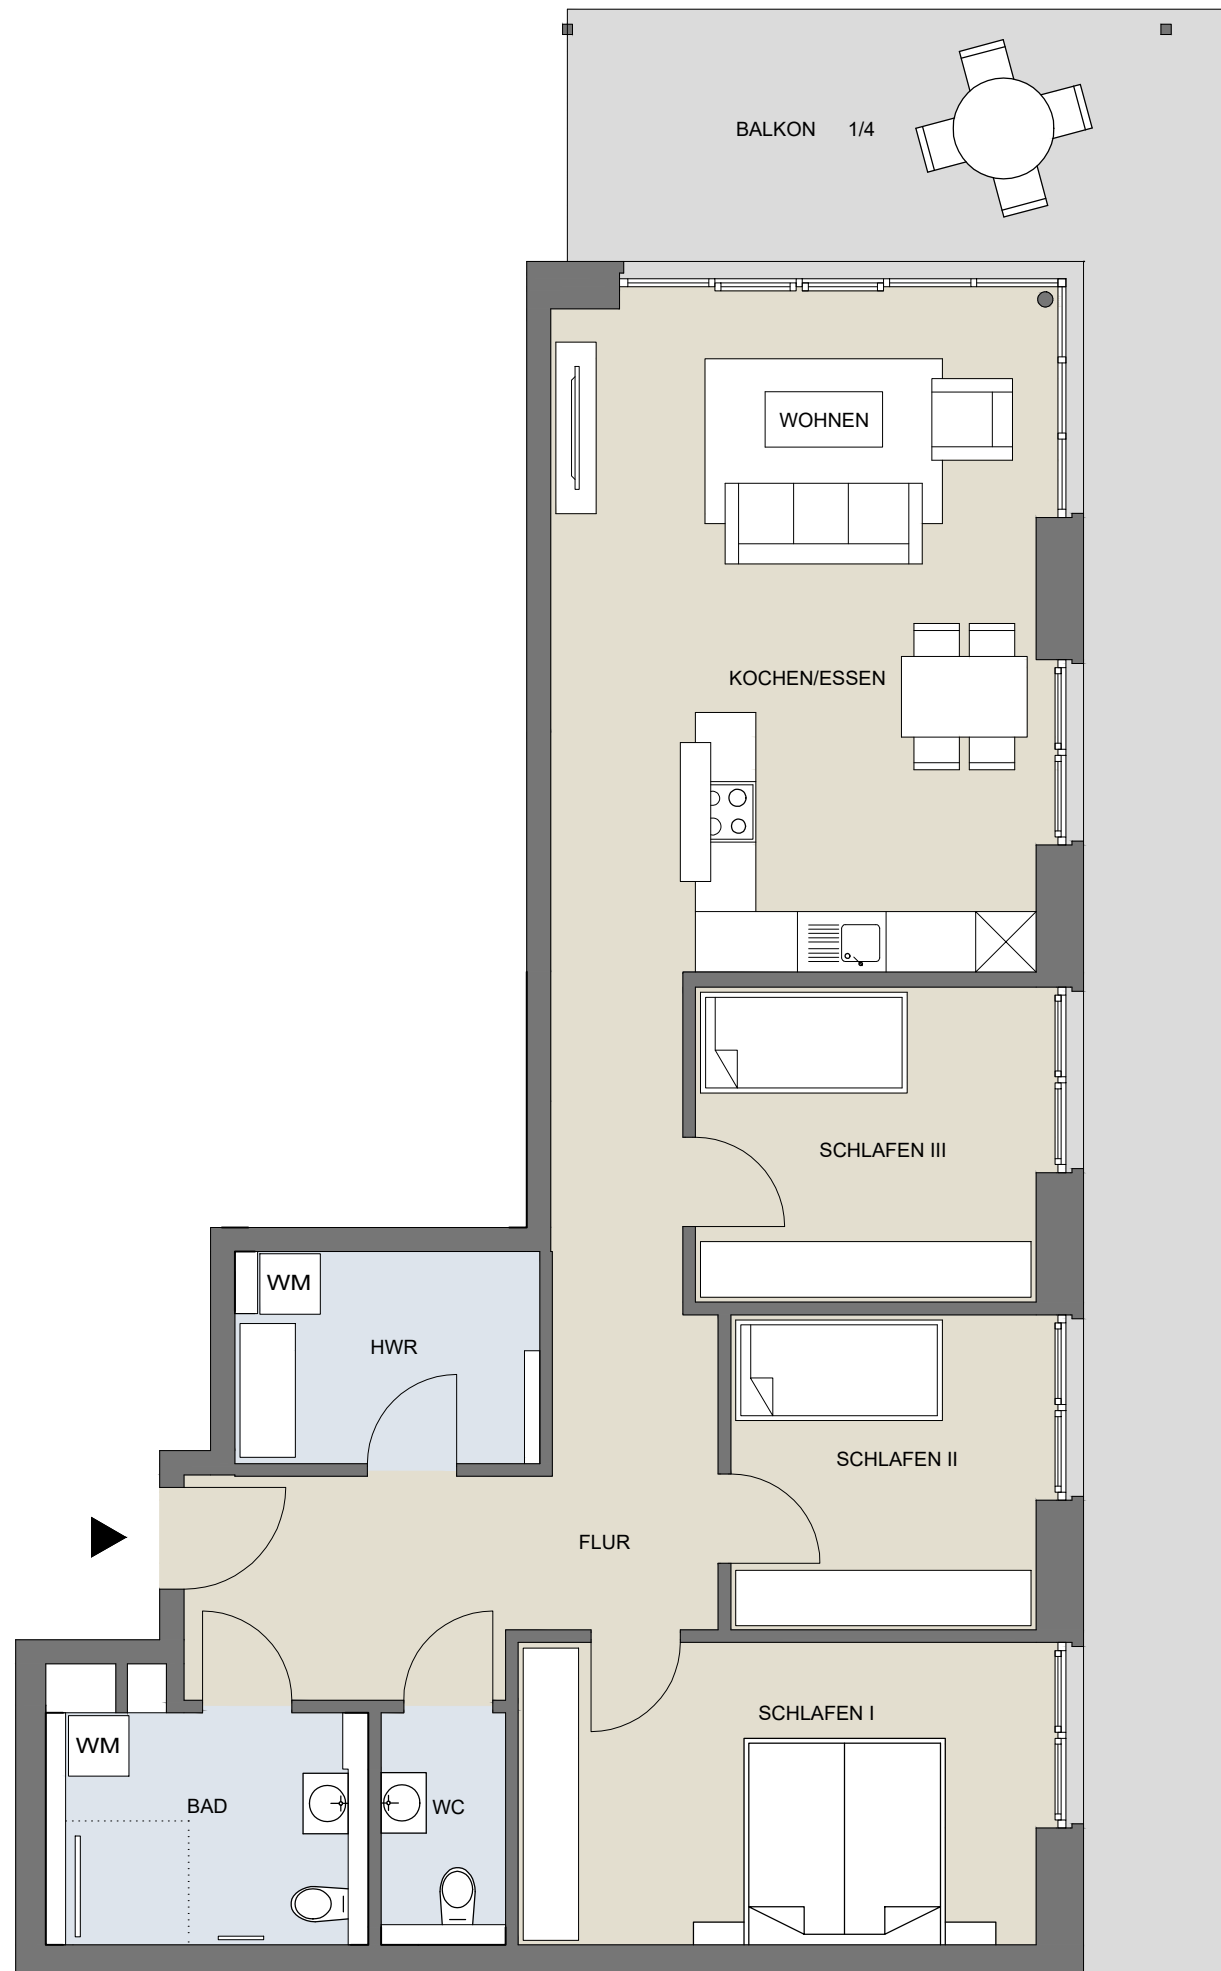 BALKON 1/4
WOHNEN
KOCHEN/ESSEN
SCHLAFEN III
WM
HWR
SCHLAFEN II
FLUR
SCHLAFEN I
WM
BAD
WC